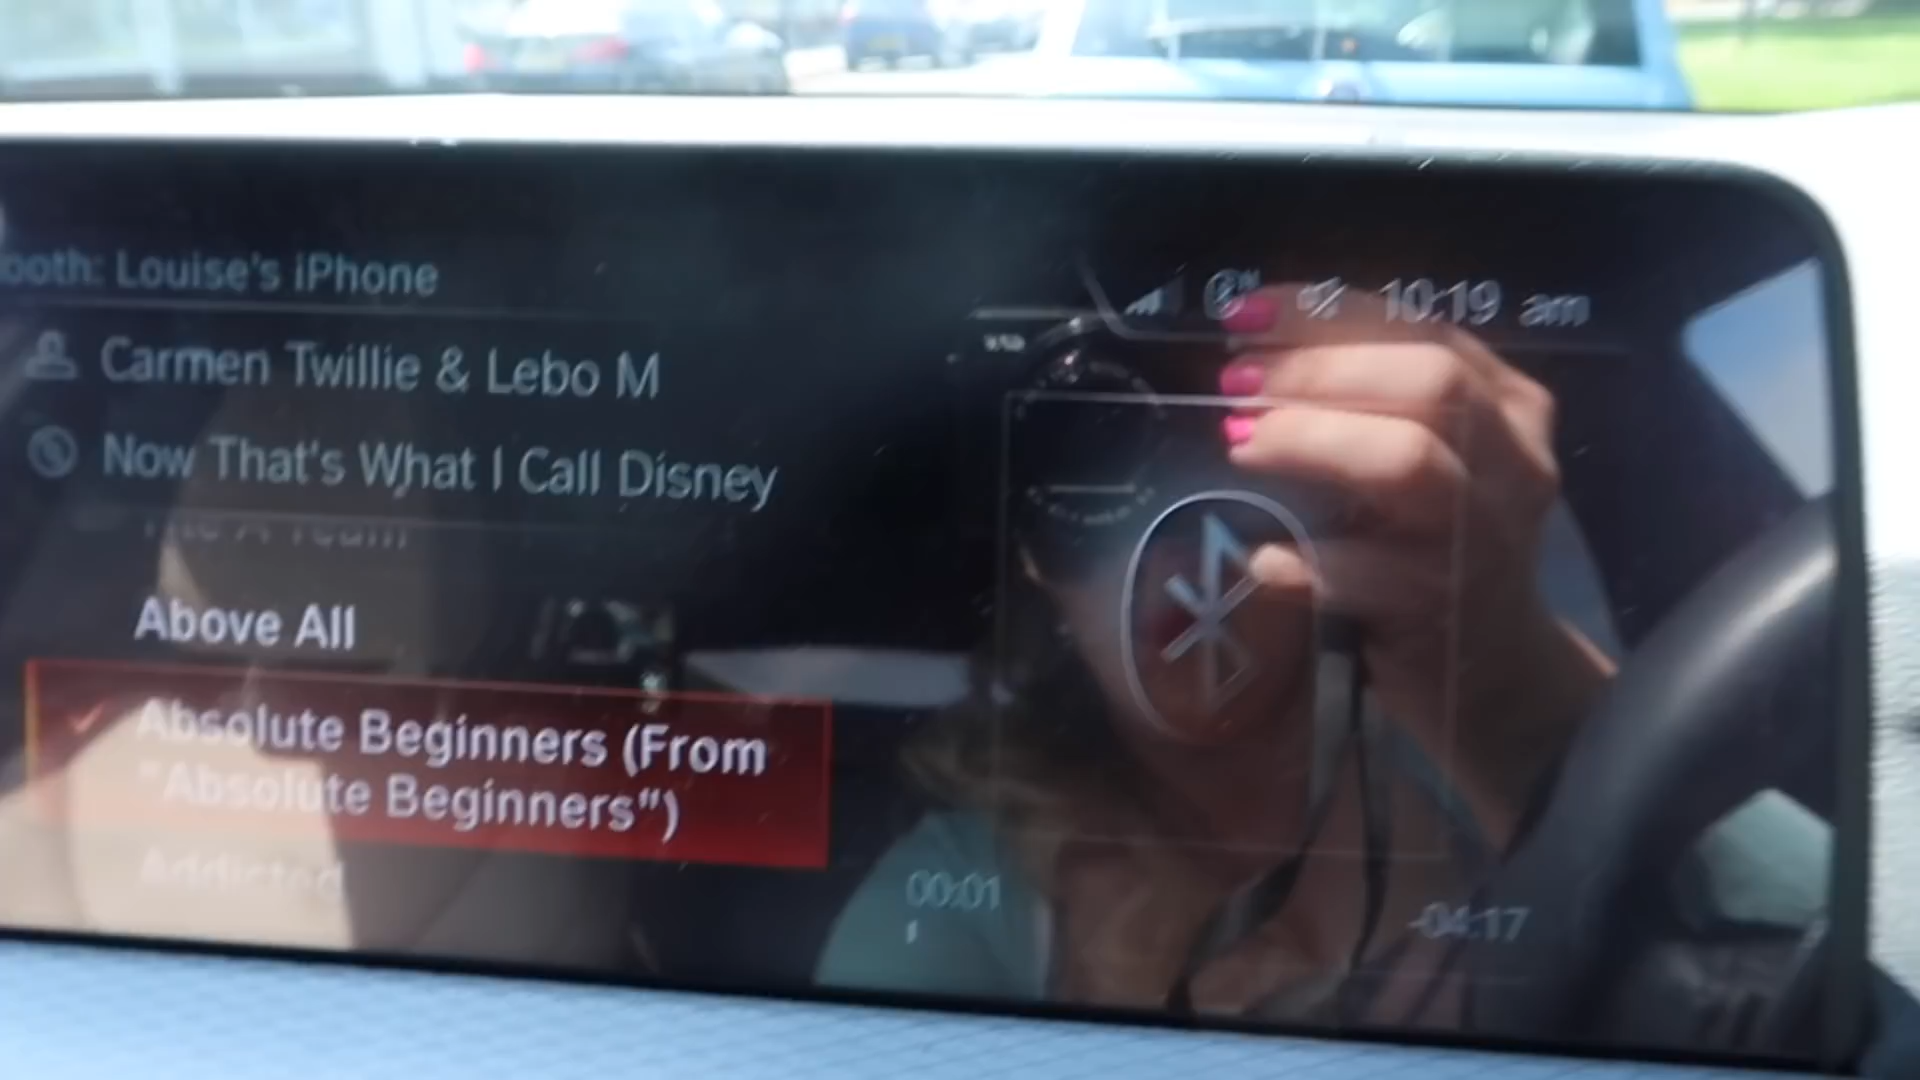 ooth: Louise's iPhone
10:19 am
Carmen Twillie & Lebo M
Now That's What I Call Disney
Above All
Absolute Beginners (From
"Absolute Beginners")
Addicted
00:01
-04:17